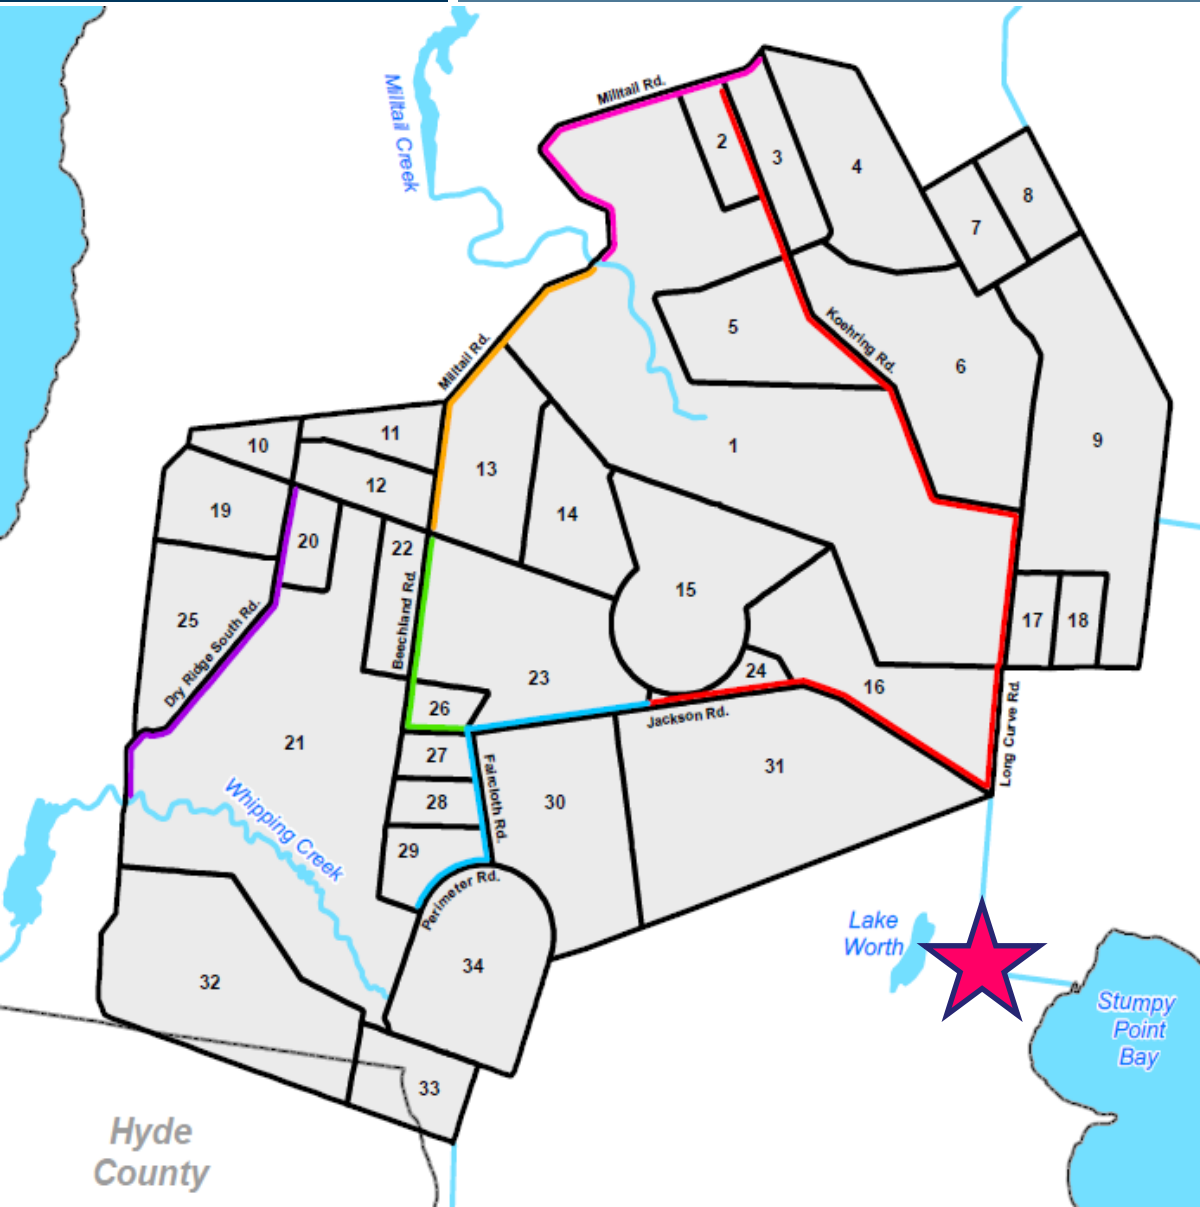 Milltail Creek
Milltail Rd.
2
3
4
7
8
5
Koehring Rd.
6
Milltail Rd.
10
11
12
13
1
9
19
20
22
14
15
17
18
25
Dry Ridge South Rd.
Beechland Rd.
23
24
16
Long Curve Rd.
26
Jackson Rd.
21
27
Faircloth Rd.
31
28
30
Whipping Creek
29
Perimeter Rd.
34
32
33
Lake
Worth
Stumpy
Point
Bay
Hyde
County